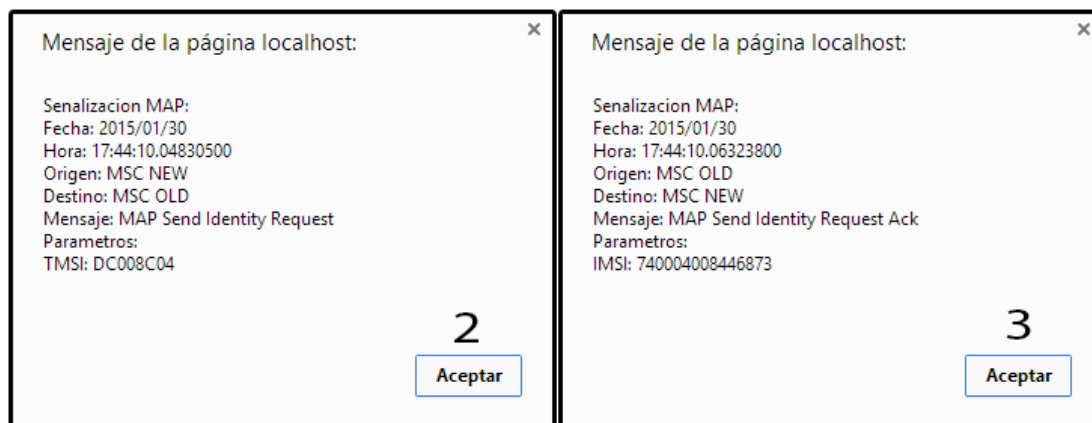 Mensaje de la página localhost:
×
Senalizacion MAP:
Fecha: 2015/01/30
Hora: 17:44:10.04830500
Origen: MSC NEW
Destino: MSC OLD
Mensaje: MAP Send Identity Request
Parametros:
TMSI: DC008C04
2
Aceptar
Mensaje de la página localhost:
×
Senalizacion MAP:
Fecha: 2015/01/30
Hora: 17:44:10.06323800
Origen: MSC OLD
Destino: MSC NEW
Mensaje: MAP Send Identity Request Ack
Parametros:
IMSI: 740004008446873
3
Aceptar